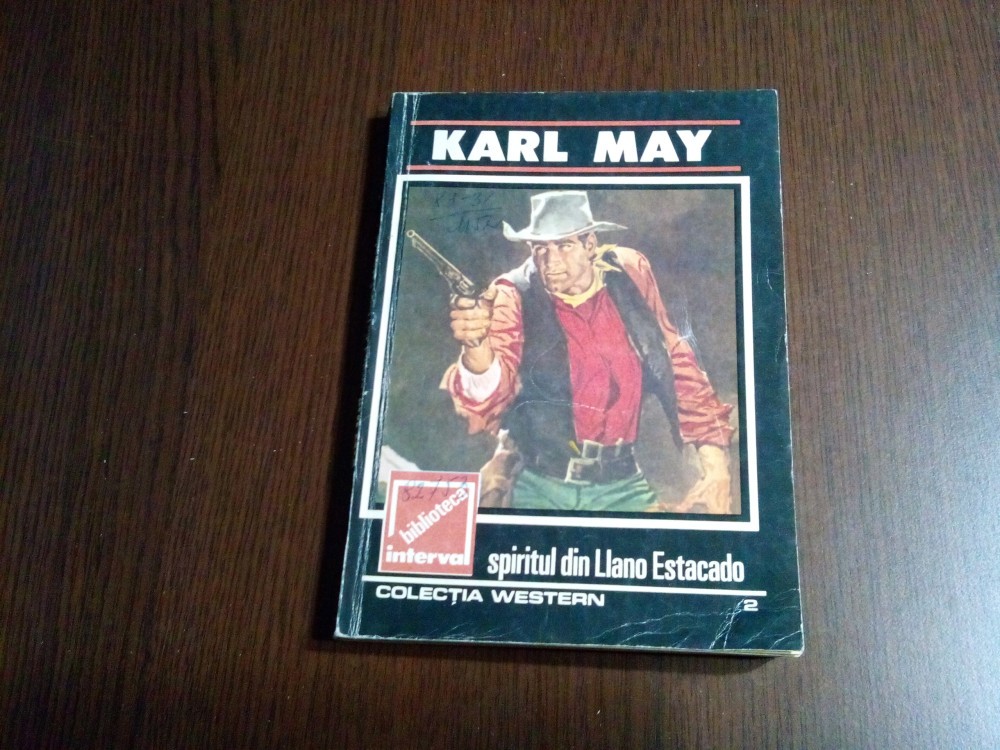 KARL MAY
biblioteca
interval
spiritul din Llano Estacado
COLECȚIA WESTERN 2